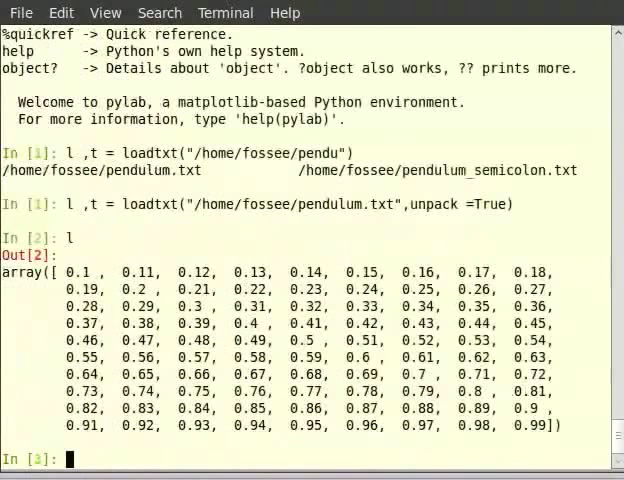 File Edit View Search Terminal Help
%quickref -> Quick reference.
help      -> Python's own help system.
object?   -> Details about 'object'. ?object also works, ?? prints more.
  Welcome to pylab, a matplotlib-based Python environment.
  For more information, type 'help(pylab)'.
In [1]: l ,t = loadtxt("/home/fossee/pendu")
/home/fossee/pendulum.txt            /home/fossee/pendulum_semicolon.txt
In [1]: l ,t = loadtxt("/home/fossee/pendulum.txt",unpack =True)
In [2]: l
Out[2]:
array([ 0.1 ,  0.11,  0.12,  0.13,  0.14,  0.15,  0.16,  0.17,  0.18,
        0.19,  0.2 ,  0.21,  0.22,  0.23,  0.24,  0.25,  0.26,  0.27,
        0.28,  0.29,  0.3 ,  0.31,  0.32,  0.33,  0.34,  0.35,  0.36,
        0.37,  0.38,  0.39,  0.4 ,  0.41,  0.42,  0.43,  0.44,  0.45,
        0.46,  0.47,  0.48,  0.49,  0.5 ,  0.51,  0.52,  0.53,  0.54,
        0.55,  0.56,  0.57,  0.58,  0.59,  0.6 ,  0.61,  0.62,  0.63,
        0.64,  0.65,  0.66,  0.67,  0.68,  0.69,  0.7 ,  0.71,  0.72,
        0.73,  0.74,  0.75,  0.76,  0.77,  0.78,  0.79,  0.8 ,  0.81,
        0.82,  0.83,  0.84,  0.85,  0.86,  0.87,  0.88,  0.89,  0.9 ,
        0.91,  0.92,  0.93,  0.94,  0.95,  0.96,  0.97,  0.98,  0.99])
In [3]: